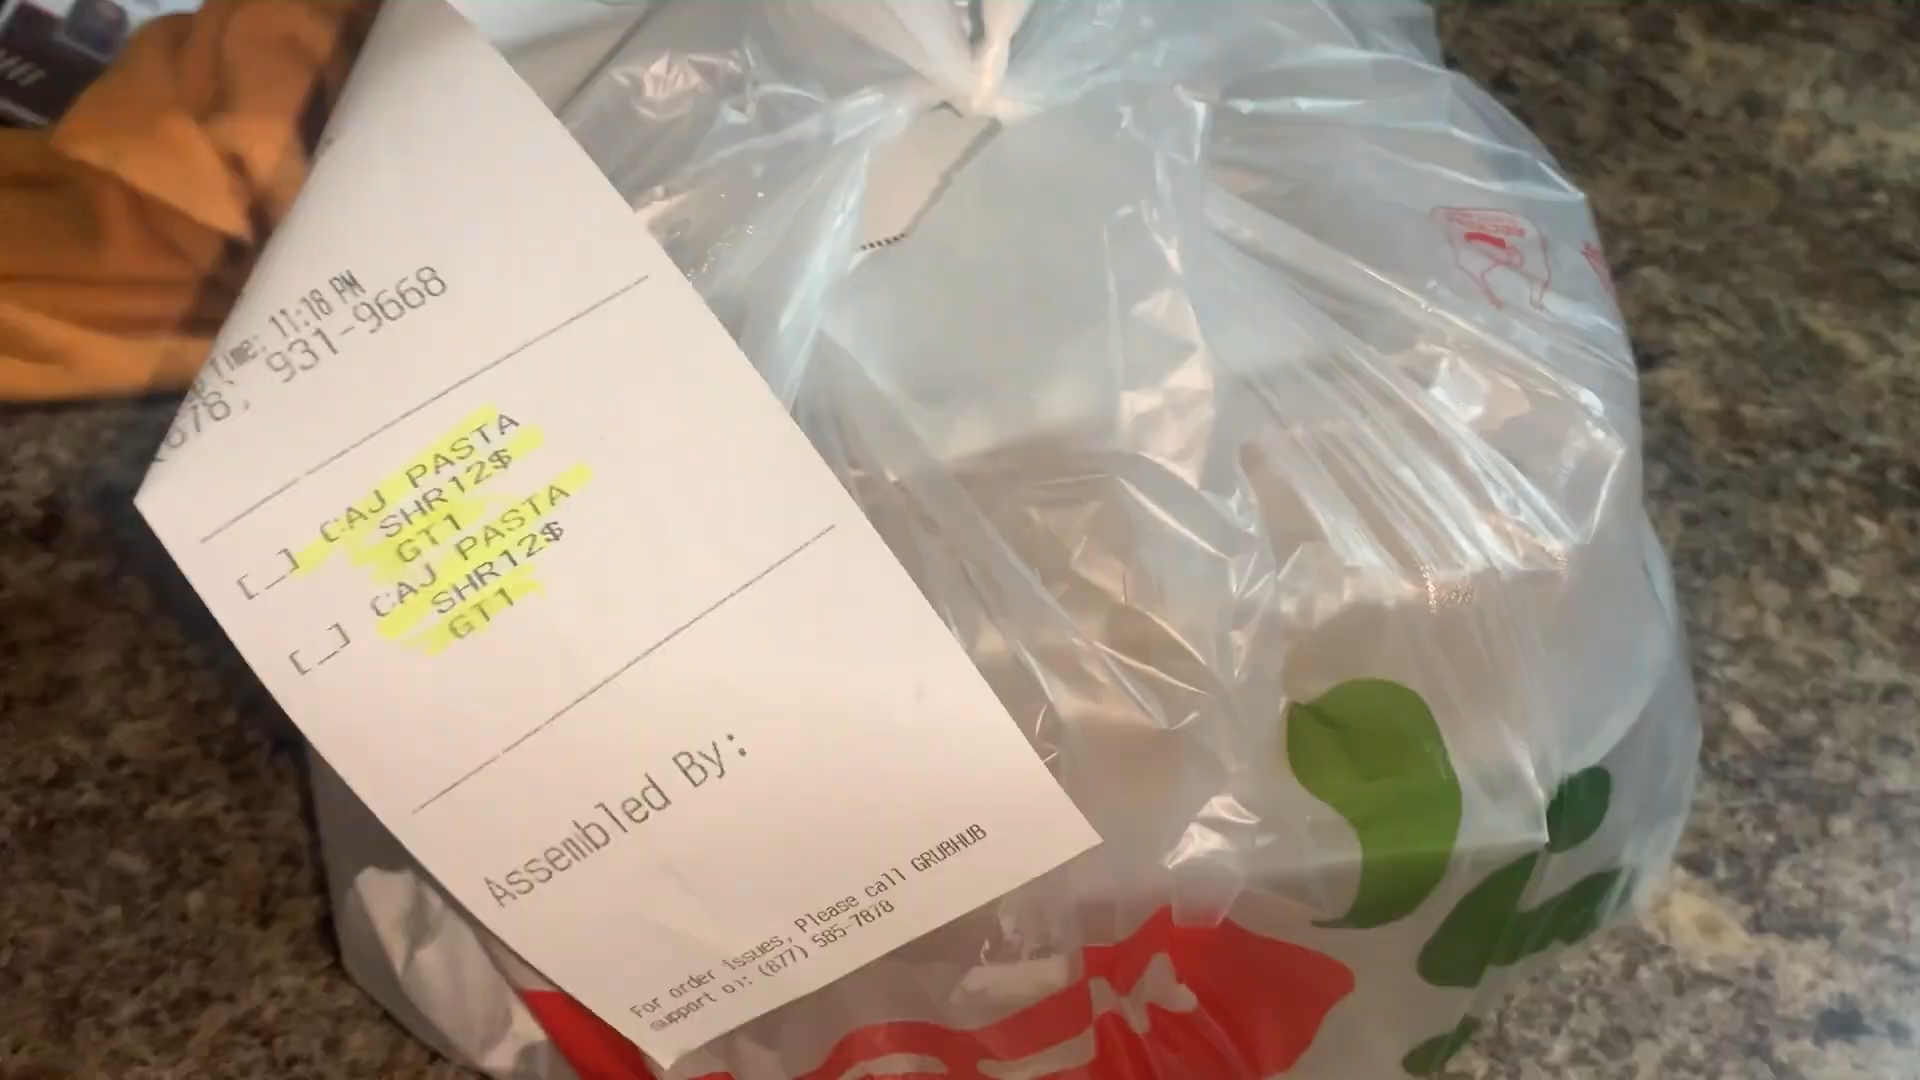 Time: 11:18 PM
931-9668
[_] CAJ PASTA
SHR12$
GT1
[_] CAJ PASTA
SHR12$
GT1
Assembled By:
For order issues, Please call GRUBHUB
support on: (877) 585-7878